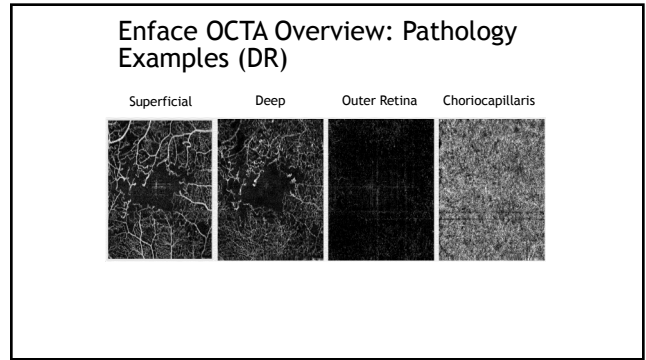 Enface OCTA Overview: Pathology
Examples (DR)
Superficial Deep Outer Retina Choriocapillaris